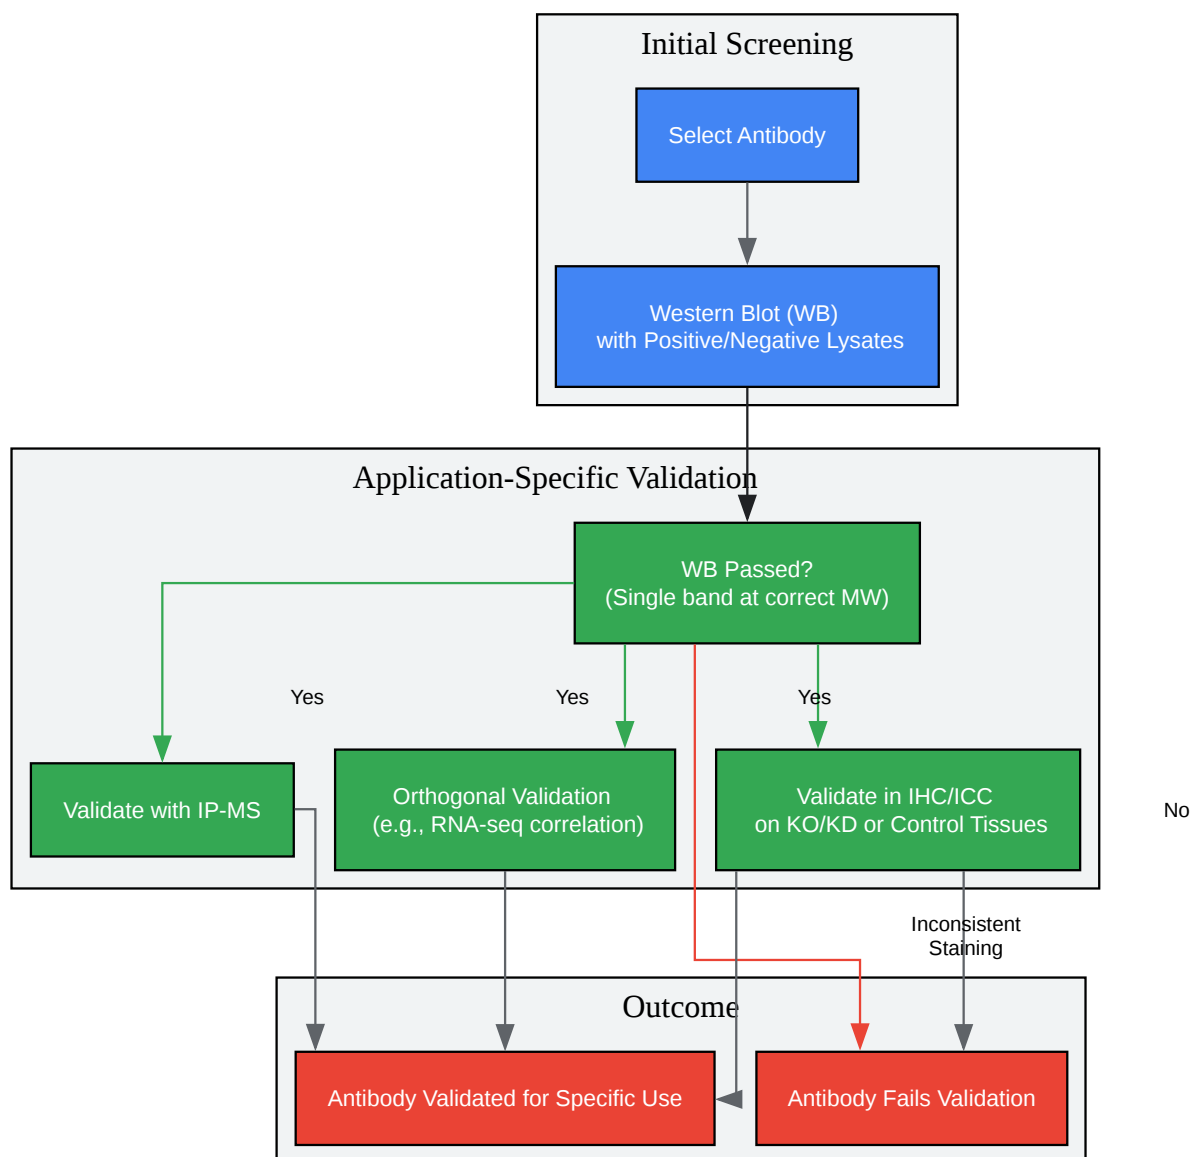 Initial Screening
Select Antibody
Western Blot (WB)
with Positive/Negative Lysates
Application-Specific Validation
WB Passed?
(Single band at correct MW)
Yes
Yes
Yes
Validate with IP-MS
Orthogonal Validation
(e.g., RNA-seq correlation)
Validate in IHC/ICC
on KO/KD or Control Tissues
No
Inconsistent
Staining
Outcome
Antibody Validated for Specific Use
Antibody Fails Validation